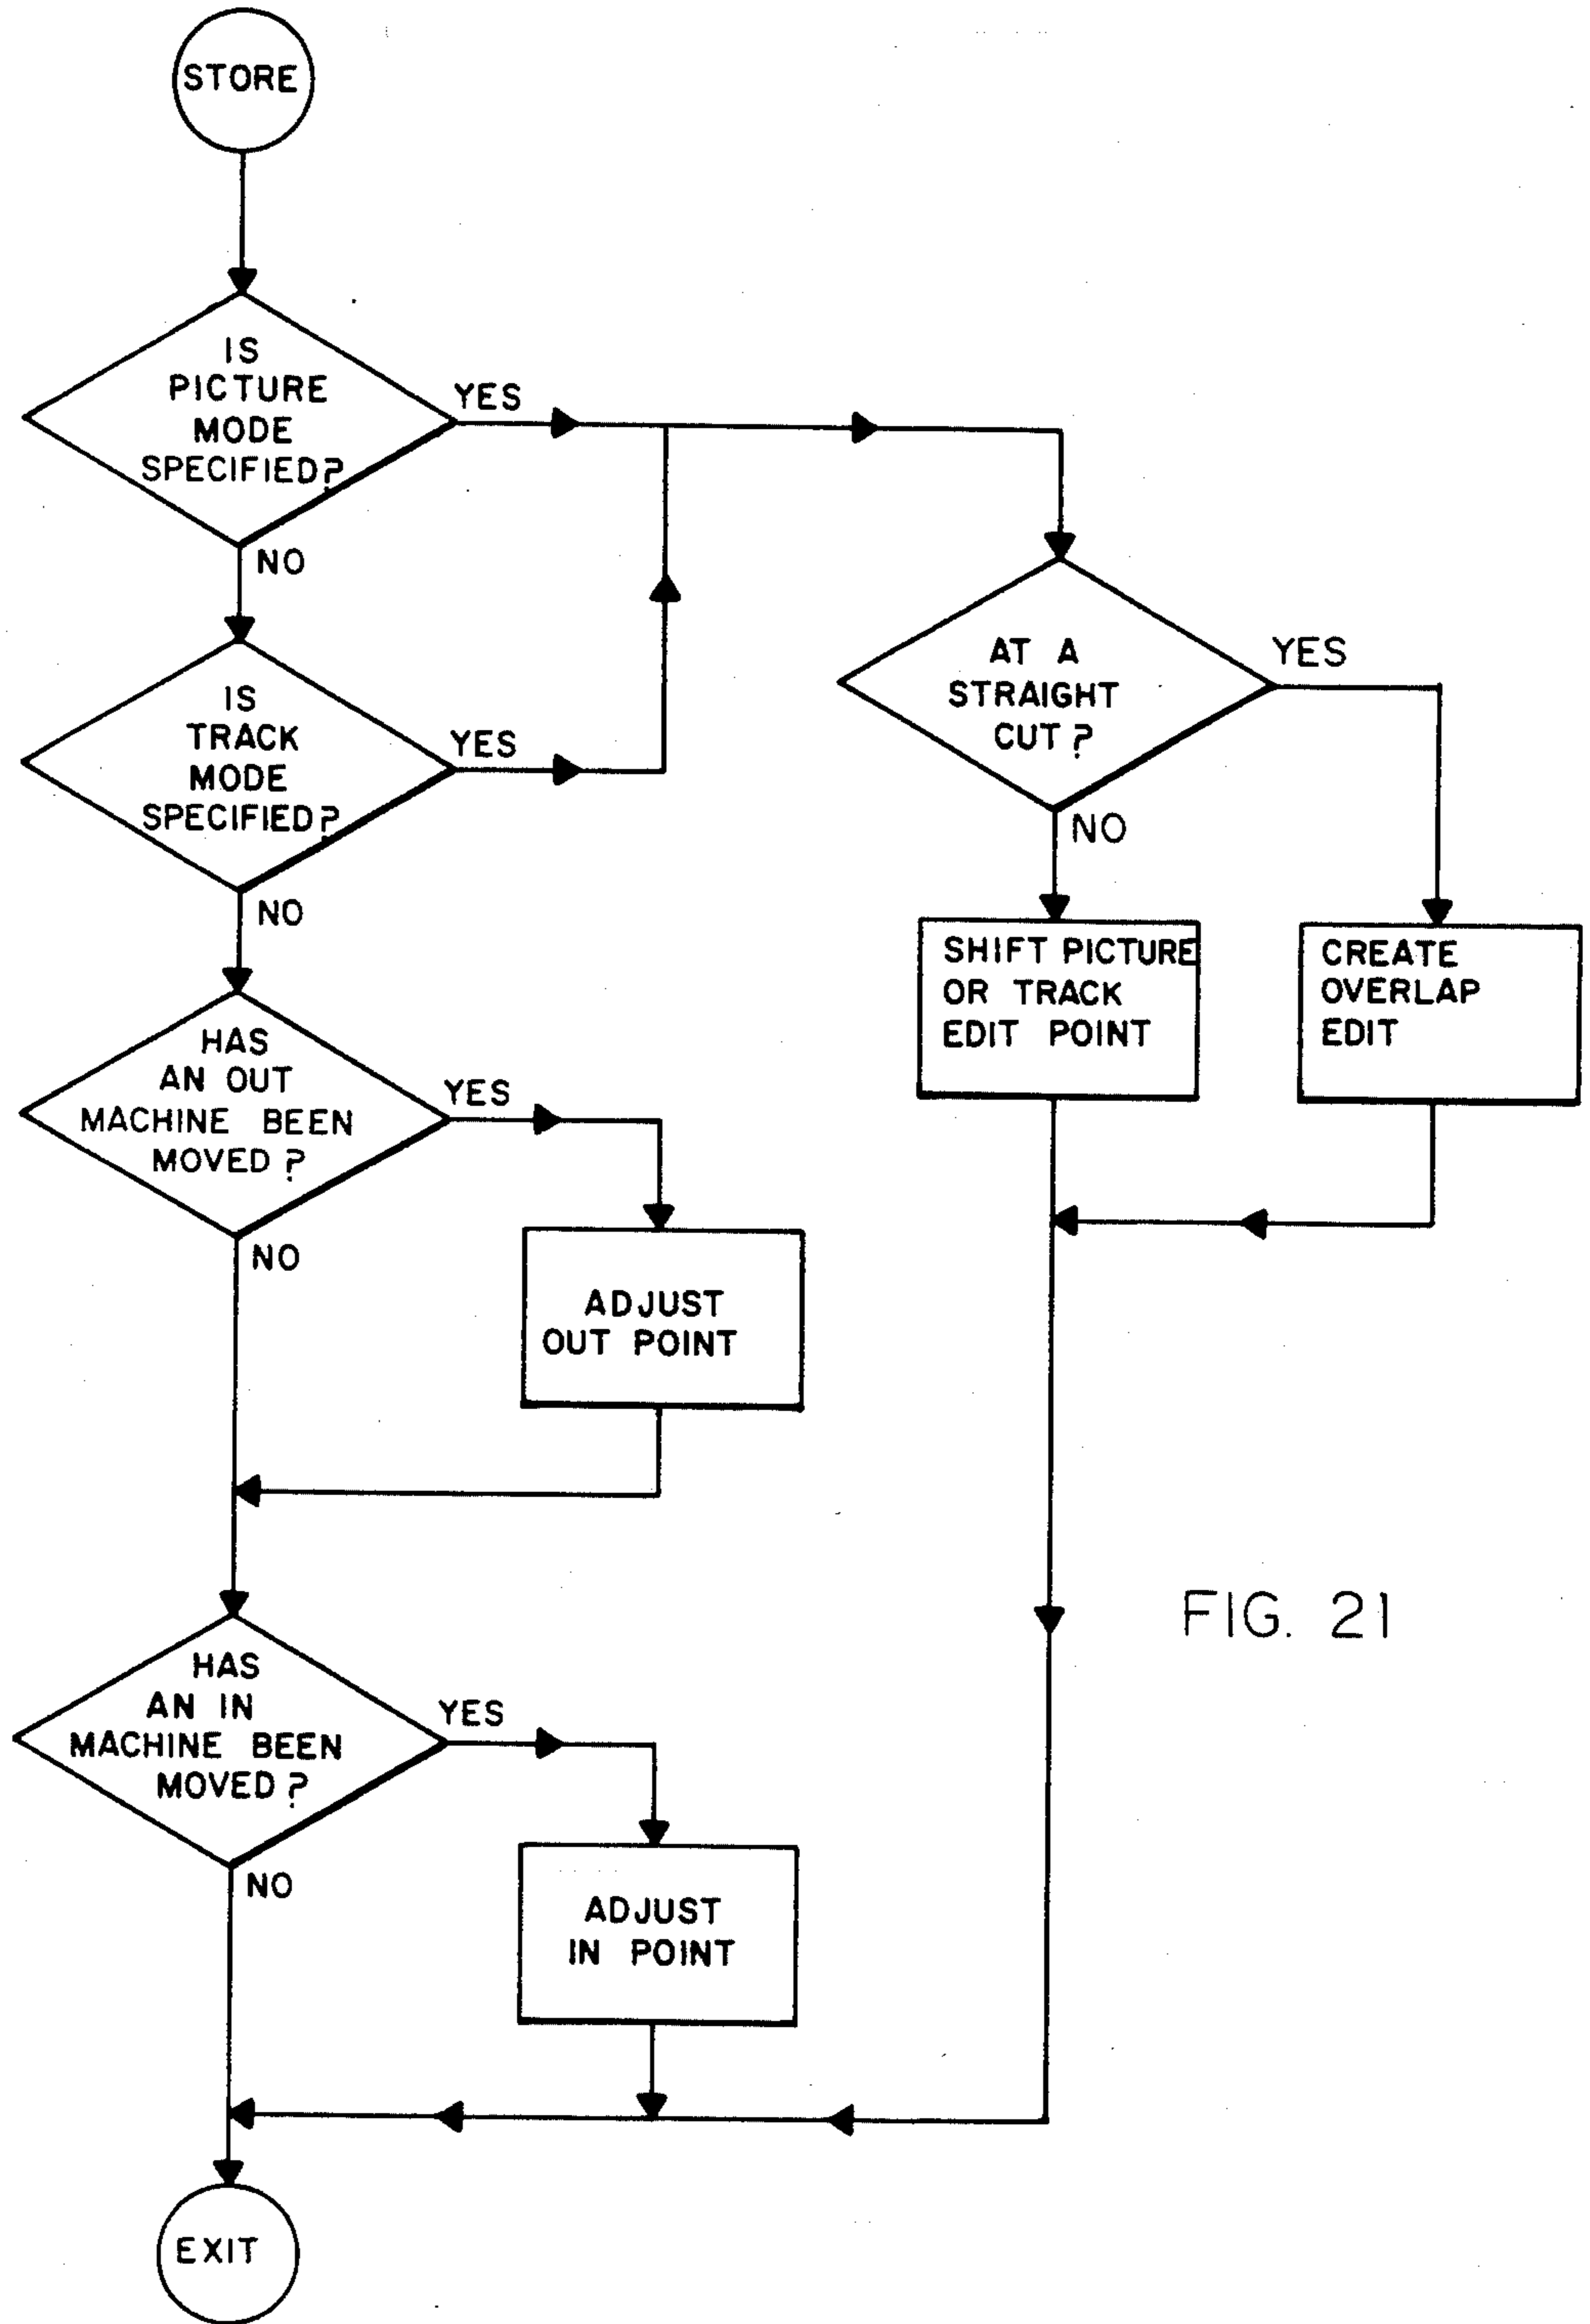 STORE
IS
PICTURE
MODE
SPECIFIED?
YES
NO
IS
TRACK
MODE
SPECIFIED?
YES
NO
AT A
STRAIGHT
CUT?
YES
NO
SHIFT PICTURE
OR TRACK
EDIT POINT
CREATE
OVERLAP
EDIT
HAS
AN OUT
MACHINE BEEN
MOVED?
YES
NO
ADJUST
OUT POINT
HAS
AN IN
MACHINE BEEN
MOVED?
YES
NO
ADJUST
IN POINT
EXIT
FIG. 21